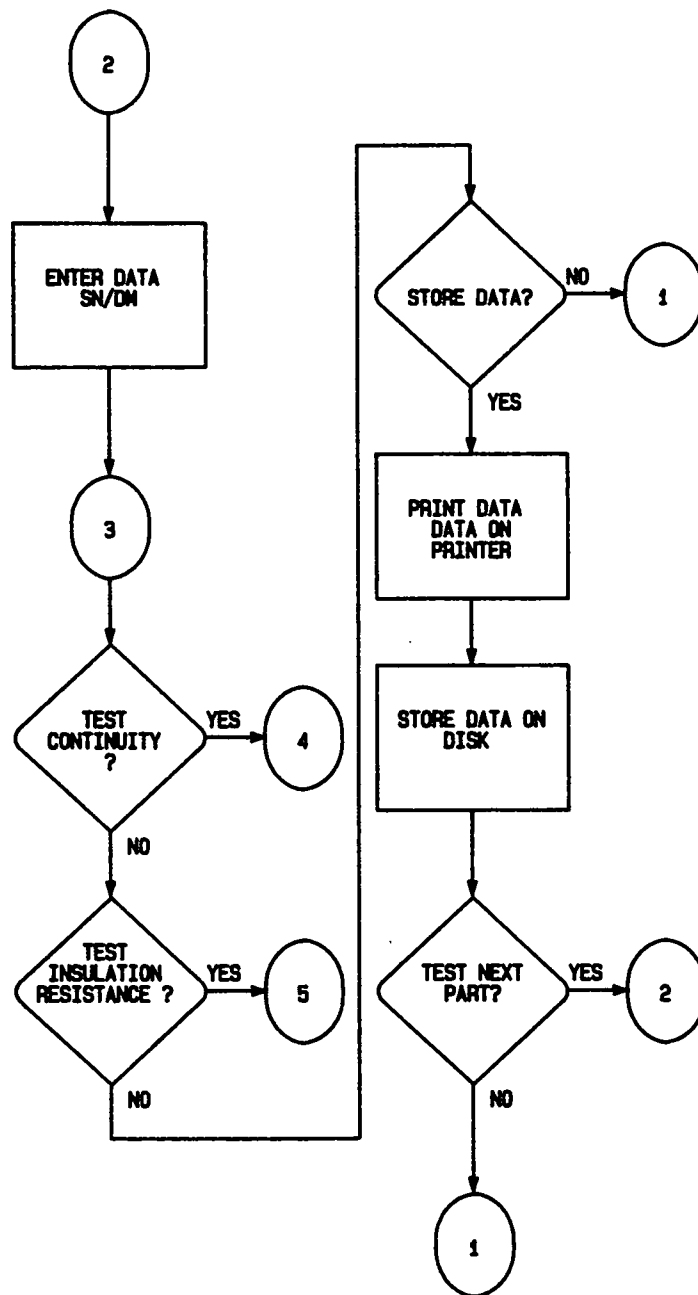 2
ENTER DATA
SN/DM
3
TEST
CONTINUITY
?
YES
4
NO
TEST
INSULATION
RESISTANCE ?
YES
5
NO
STORE DATA?
NO
1
YES
PRINT DATA
DATA ON
PRINTER
STORE DATA ON
DISK
TEST NEXT
PART?
YES
2
NO
1